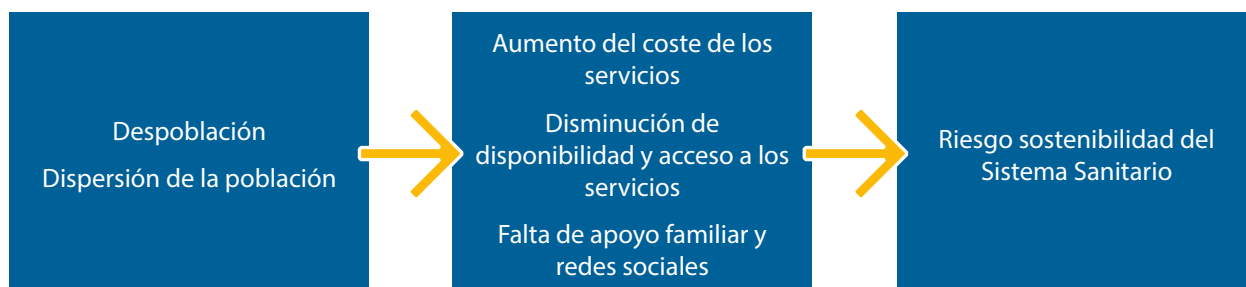 Despoblación
Dispersión de la población
Aumento del coste de los
servicios
Disminución de
disponibilidad y acceso a los
servicios
Falta de apoyo familiar y
redes sociales
Riesgo sostenibilidad del
Sistema Sanitario